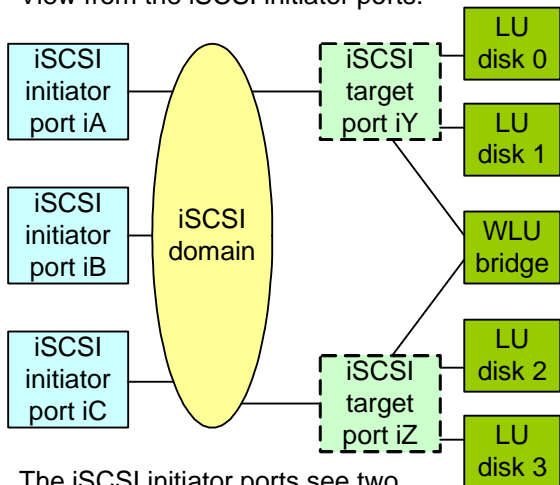 View from the iSCSI initiator ports.
iSCSI
initiator
port iA
iSCSI
initiator
port iB
iSCSI
initiator
port iC
iSCSI
domain
iSCSI
target
port iY
iSCSI
target
port iZ
LU
disk 0
LU
disk 1
WLU
bridge
LU
disk 2
LU
disk 3
The iSCSI initiator ports see two